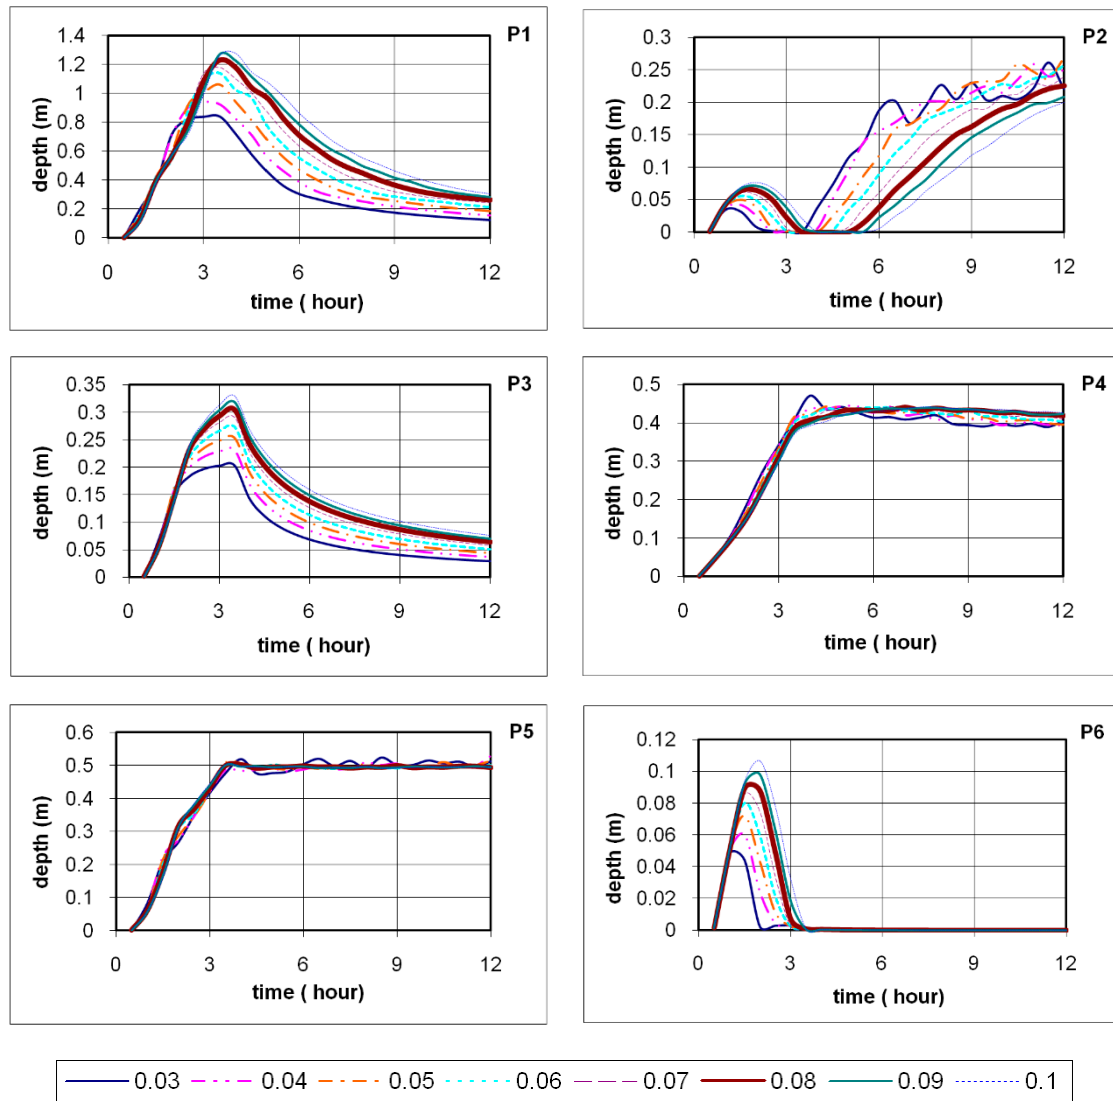 P1
1.4
1.2
1
0.8
0.6
0.4
0.2
0
depth (m)
0 3 6 9 12
time ( hour)
P2
0.3
0.25
0.2
0.15
0.1
0.05
0
depth (m)
0 3 6 9 12
time ( hour)
P3
0.35
0.3
0.25
0.2
0.15
0.1
0.05
0
depth (m)
0 3 6 9 12
time ( hour)
P4
0.5
0.4
0.3
0.2
0.1
0
depth (m)
0 3 6 9 12
time ( hour)
P5
0.6
0.5
0.4
0.3
0.2
0.1
0
depth (m)
0 3 6 9 12
time ( hour)
P6
0.12
0.1
0.08
0.06
0.04
0.02
0
depth (m)
0 3 6 9 12
time ( hour)
0.03 0.04 0.05 0.06 0.07 0.08 0.09 0.1